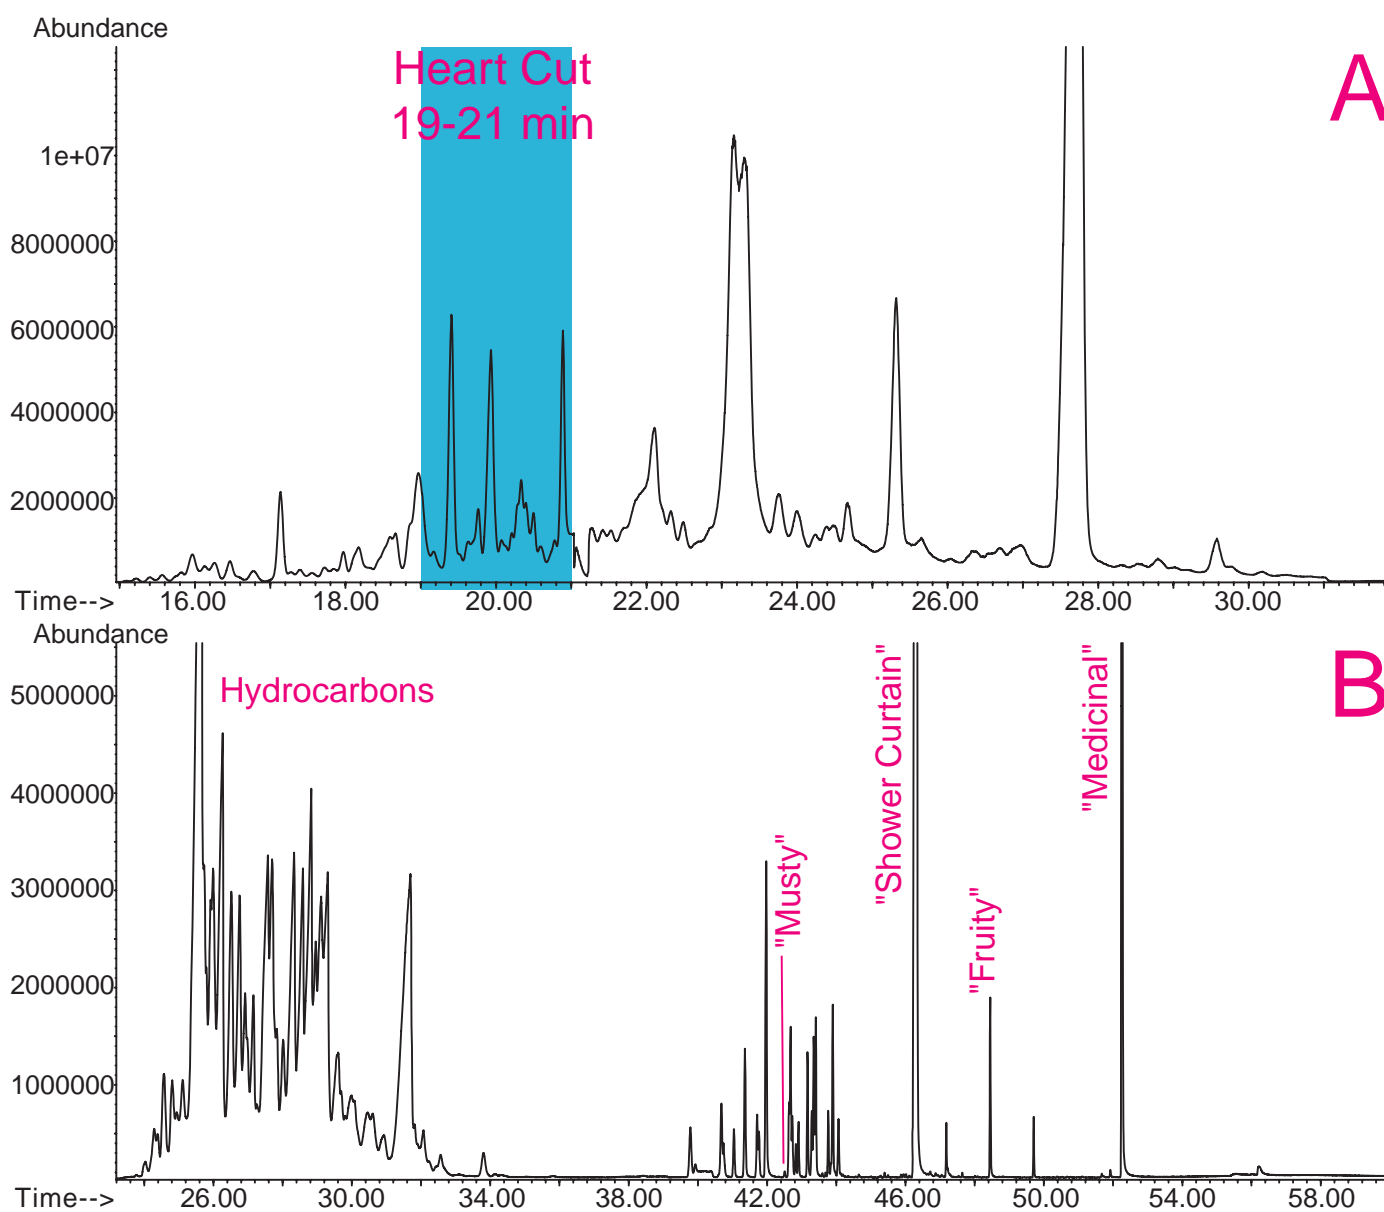 Abundance
Heart Cut
19-21 min
A
1e+07
8000000
6000000
4000000
2000000
Time-->
16.00 18.00 20.00 22.00 24.00 26.00 28.00 30.00
Abundance
B
Hydrocarbons
"Musty"
"Shower Curtain"
"Fruity"
"Medicinal"
5000000
4000000
3000000
2000000
1000000
Time-->
26.00 30.00 34.00 38.00 42.00 46.00 50.00 54.00 58.00